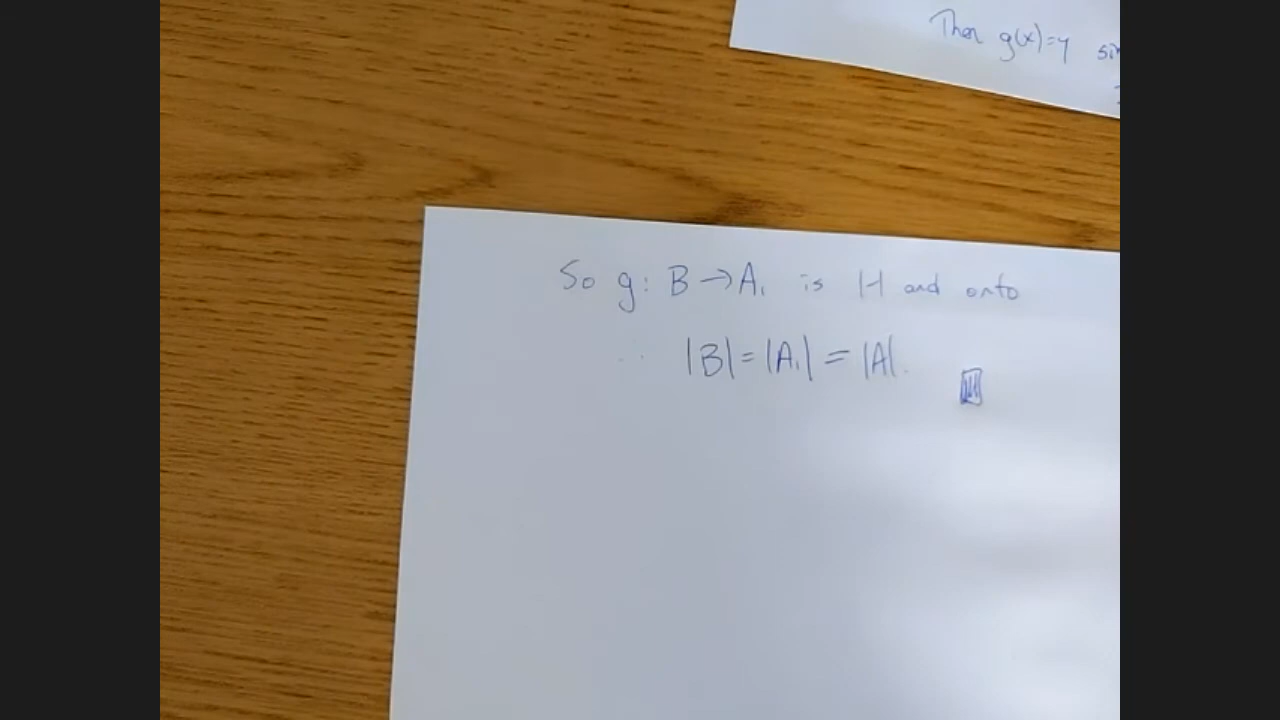 Then g(x)=y
So g: B→A₁ is 1-1 and onto
∴ |B|=|A₁|=|A|.